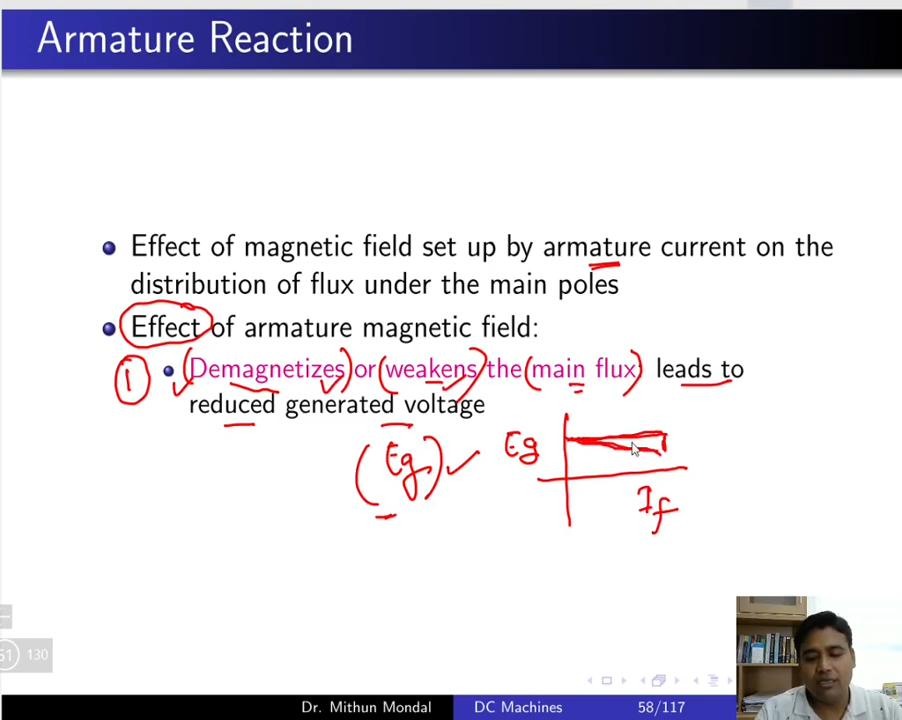 Armature Reaction
Effect of magnetic field set up by armature current on the
distribution of flux under the main poles
Effect of armature magnetic field:
1 Demagnetizes or weakens the main flux leads to
reduced generated voltage
Eg Eg
If
51 130
Dr. Mithun Mondal DC Machines 58/117